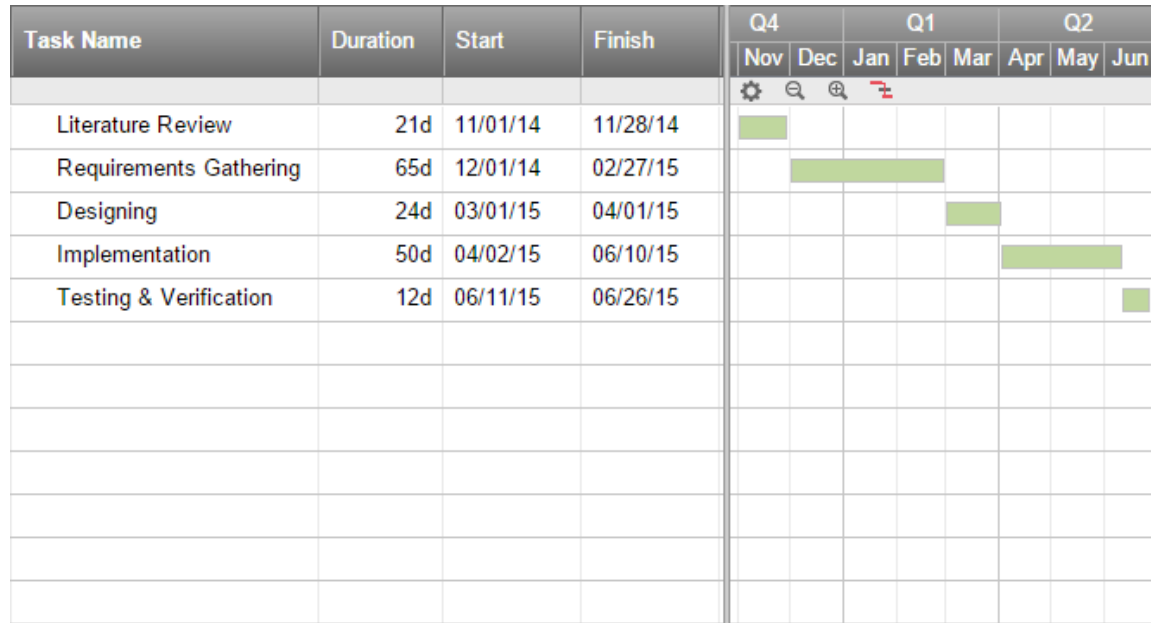 Task Name Duration Start Finish Q4 Q1 Q2
Nov Dec Jan Feb Mar Apr May Jun
Literature Review 21d 11/01/14 11/28/14
Requirements Gathering 65d 12/01/14 02/27/15
Designing 24d 03/01/15 04/01/15
Implementation 50d 04/02/15 06/10/15
Testing & Verification 12d 06/11/15 06/26/15